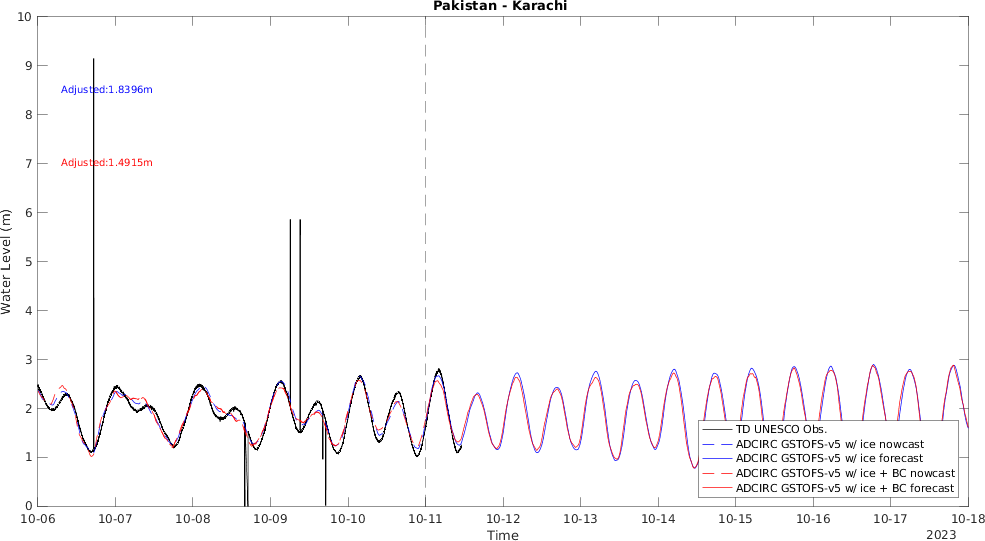 Pakistan - Karachi
10
9
8
7
6
5
4
3
2
1
0
Water Level (m)
Adjusted:1.8396m
Adjusted:1.4915m
TD UNESCO Obs.
ADCIRC GSTOFS-v5 w/ ice nowcast
ADCIRC GSTOFS-v5 w/ ice forecast
ADCIRC GSTOFS-v5 w/ ice + BC nowcast
ADCIRC GSTOFS-v5 w/ ice + BC forecast
10-06 10-07 10-08 10-09 10-10 10-11 10-12 10-13 10-14 10-15 10-16 10-17 10-18
Time
2023